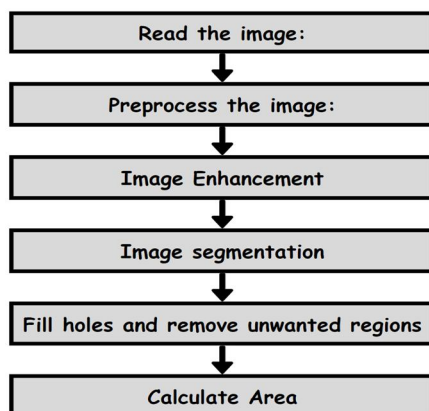 Read the image:
Preprocess the image:
Image Enhancement
Image segmentation
Fill holes and remove unwanted regions
Calculate Area